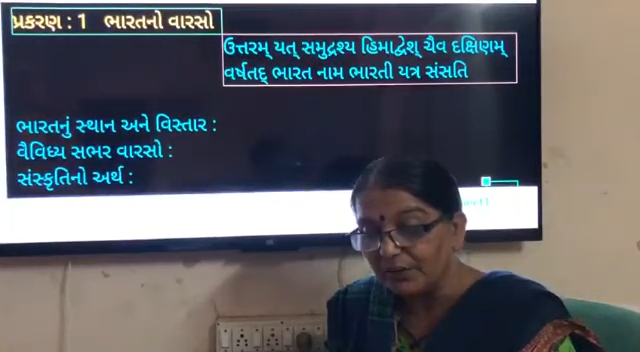 પ્રકરણ : 1 ભારતનો વારસો
ઉત્તરમ્ યત્ સમુદ્રશ્ય હિમાદ્વેશ્ ચૈવ દક્ષિણમ્
વર્ષતદ્ ભારત નામ ભારતી યત્ર સંસતિ
ભારતનું સ્થાન અને વિસ્તાર :
વૈવિધ્ય સભર વારસો :
સંસ્કૃતિનો અર્થ :